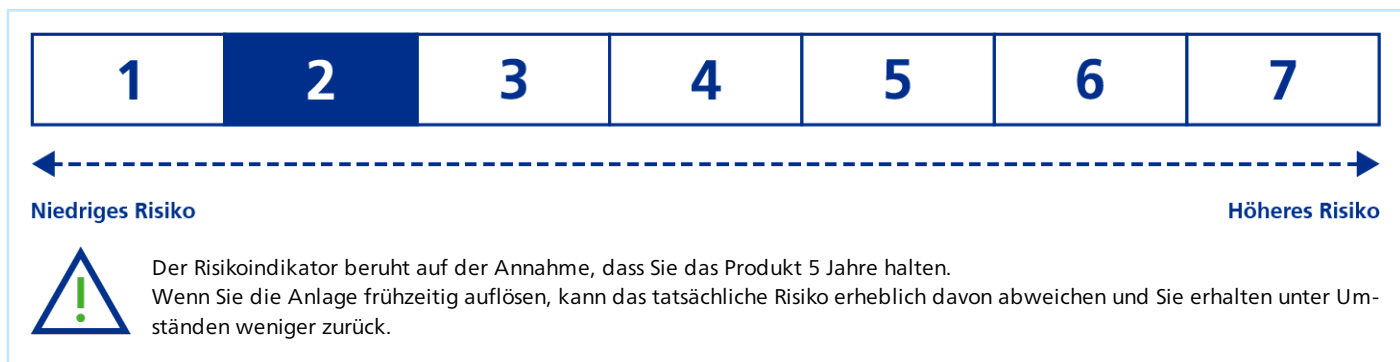 1 2 3 4 5 6 7
Niedriges Risiko Höheres Risiko
Der Risikoindikator beruht auf der Annahme, dass Sie das Produkt 5 Jahre halten.
Wenn Sie die Anlage frühzeitig auflösen, kann das tatsächliche Risiko erheblich davon abweichen und Sie erhalten unter Um-
ständen weniger zurück.